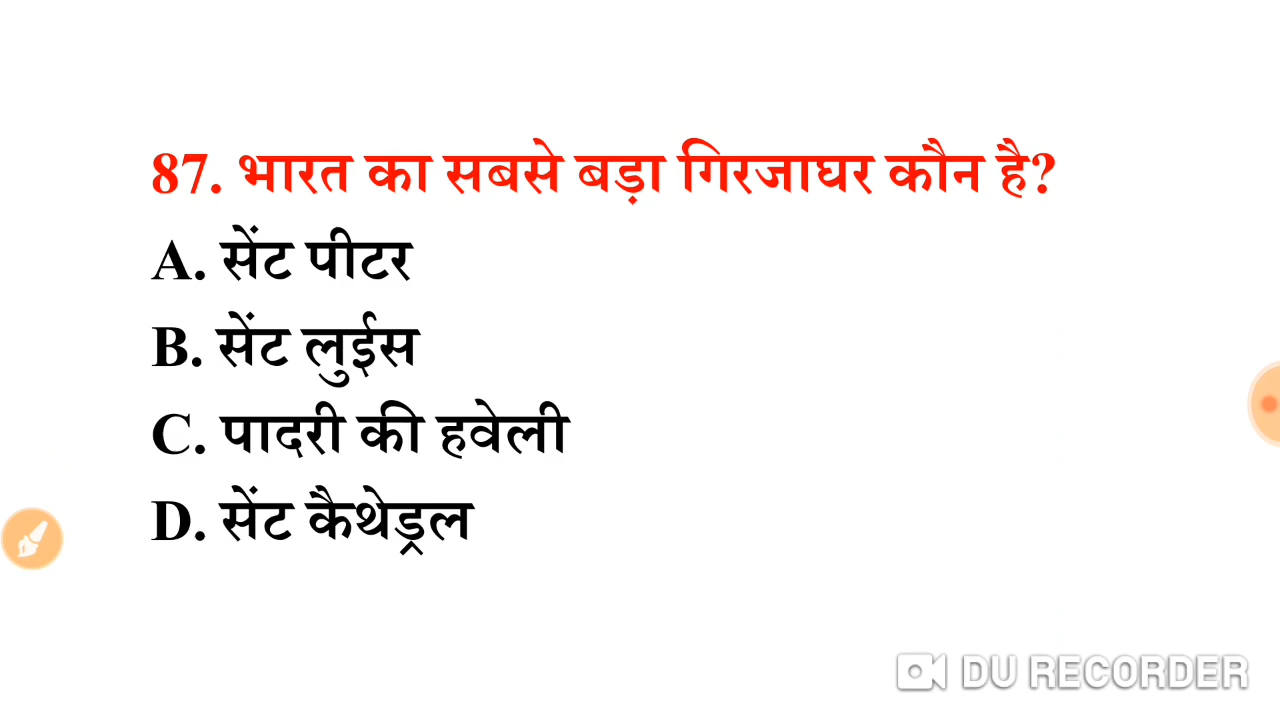 87. भारत का सबसे बड़ा गिरजाघर कौन है?
A. सेंट पीटर
B. सेंट लुईस
C. पादरी की हवेली
D. सेंट कैथेड्रल
DU RECORDER